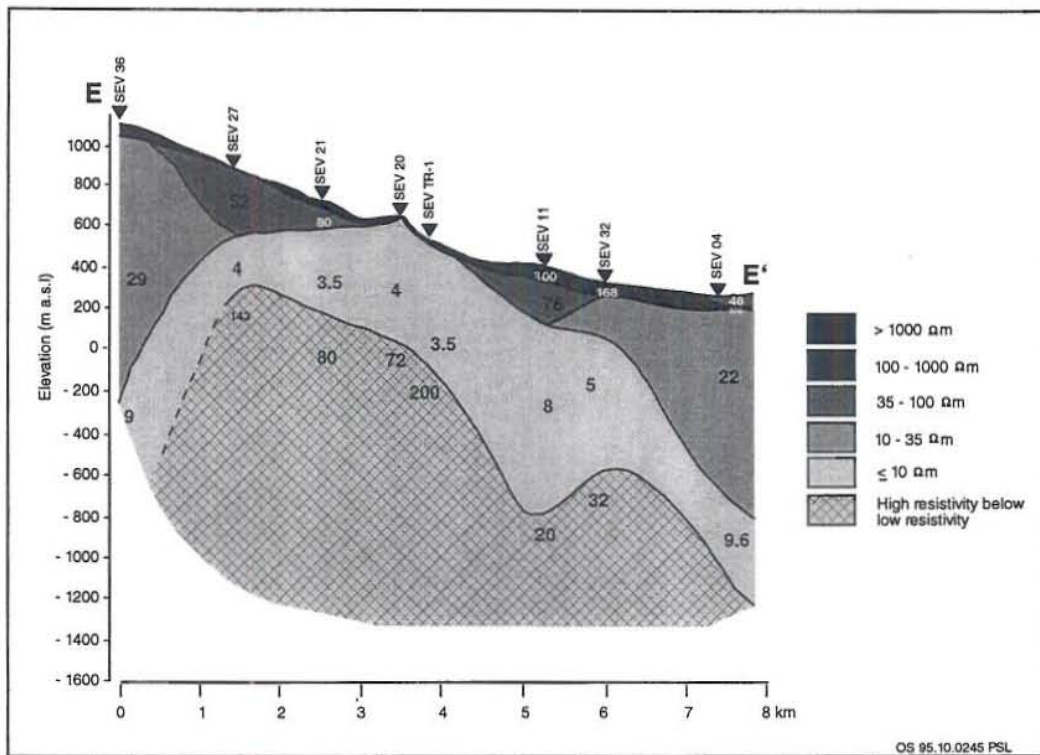 E
SEV 36
SEV 27
SEV 21
SEV 20
SEV TR-1
SEV 11
SEV 32
SEV 04
E'
Elevation (m a.s.l)
1000
800
600
400
200
0
- 200
- 400
- 600
- 800
- 1000
- 1200
- 1400
- 1600
80
300
168
48
29
4
3.5
4
76
143
3.5
22
80
72
200
5
8
9
32
20
9.6
> 1000 Ωm
100 - 1000 Ωm
35 - 100 Ωm
10 - 35 Ωm
≤ 10 Ωm
High resistivity below
low resistivity
0 1 2 3 4 5 6 7 8 km
OS 95.10.0245 PSL